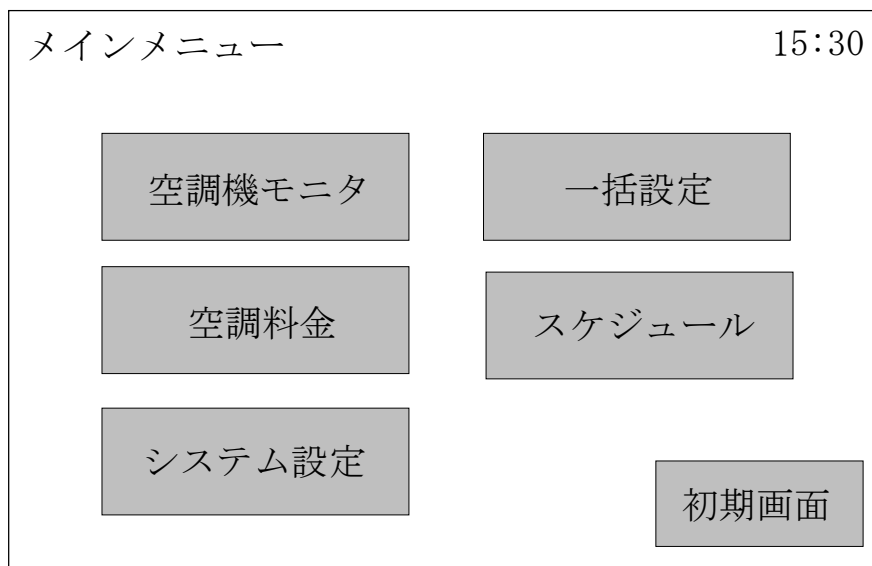 メインメニュー 15:30
空調機モニタ 一括設定
空調料金 スケジュール
システム設定
初期画面